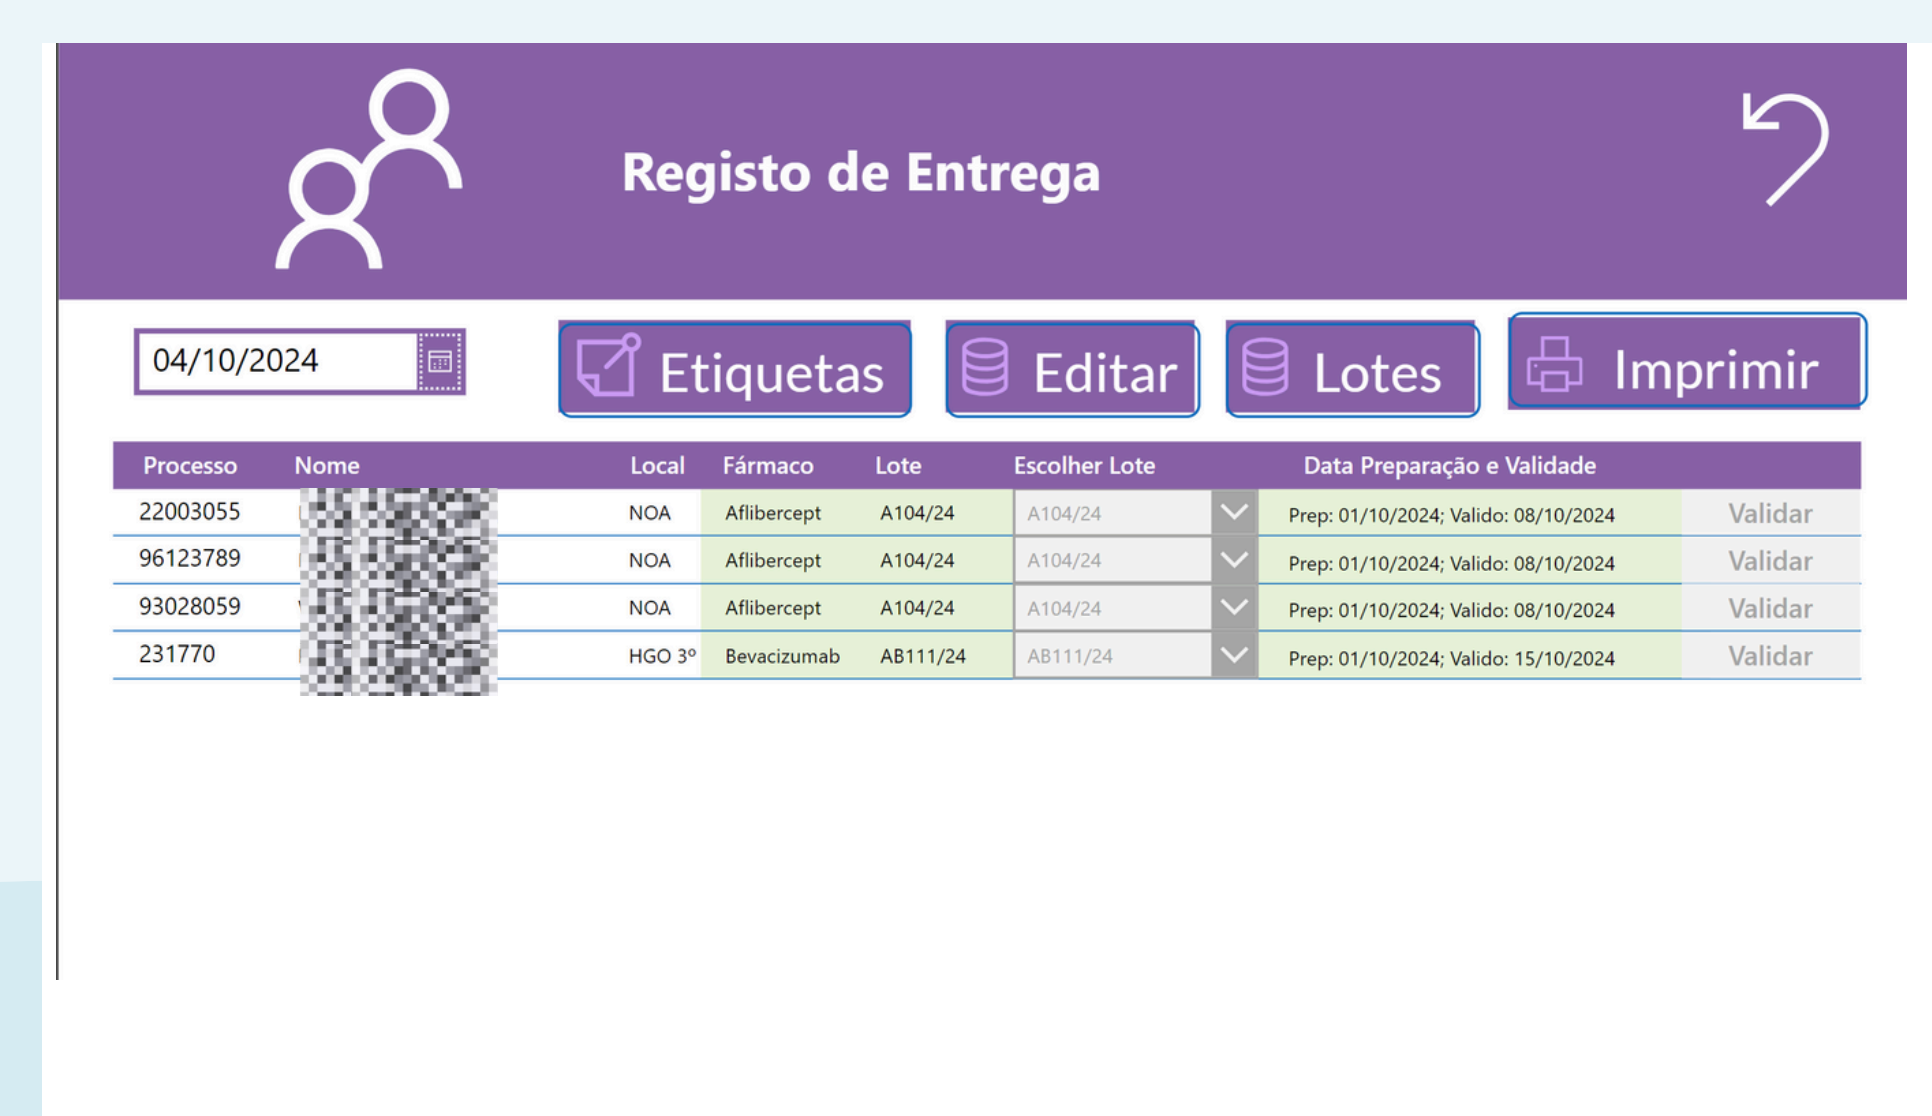 Registo de Entrega
04/10/2024 Etiquetas Editar Lotes Imprimir
Processo Nome Local Fármaco Lote Escolher Lote Data Preparação e Validade
22003055 NOA Aflibercept A104/24 A104/24 Prep: 01/10/2024; Valido: 08/10/2024 Validar
96123789 NOA Aflibercept A104/24 A104/24 Prep: 01/10/2024; Valido: 08/10/2024 Validar
93028059 NOA Aflibercept A104/24 A104/24 Prep: 01/10/2024; Valido: 08/10/2024 Validar
231770 HGO 3º Bevacizumab AB111/24 AB111/24 Prep: 01/10/2024; Valido: 15/10/2024 Validar